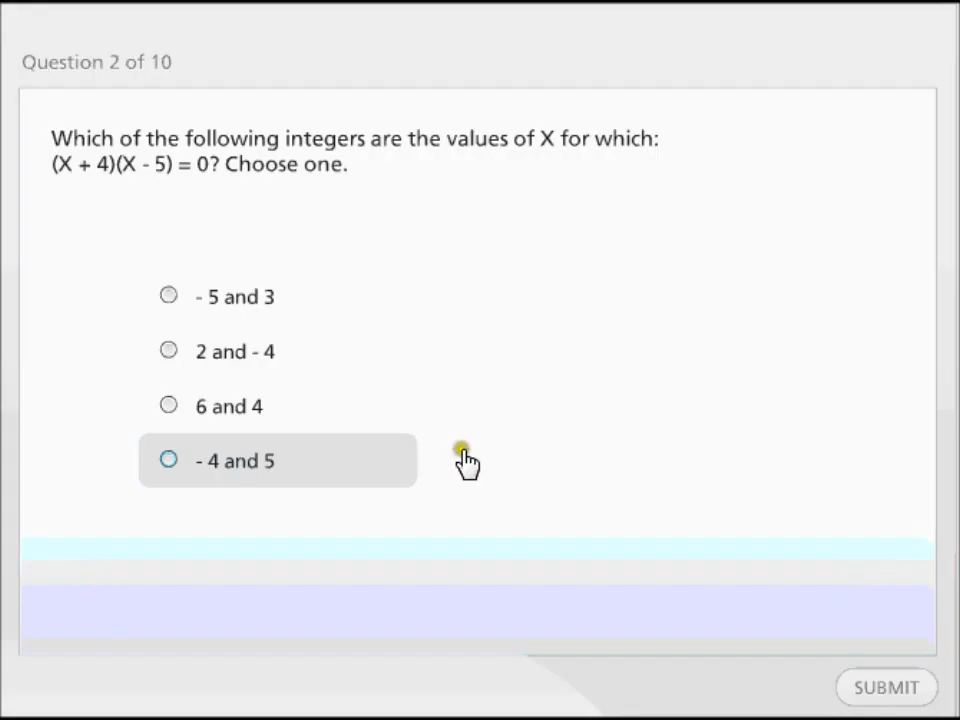 Question 2 of 10
Which of the following integers are the values of X for which:
(X + 4)(X - 5) = 0? Choose one.
- 5 and 3
2 and - 4
6 and 4
- 4 and 5
SUBMIT